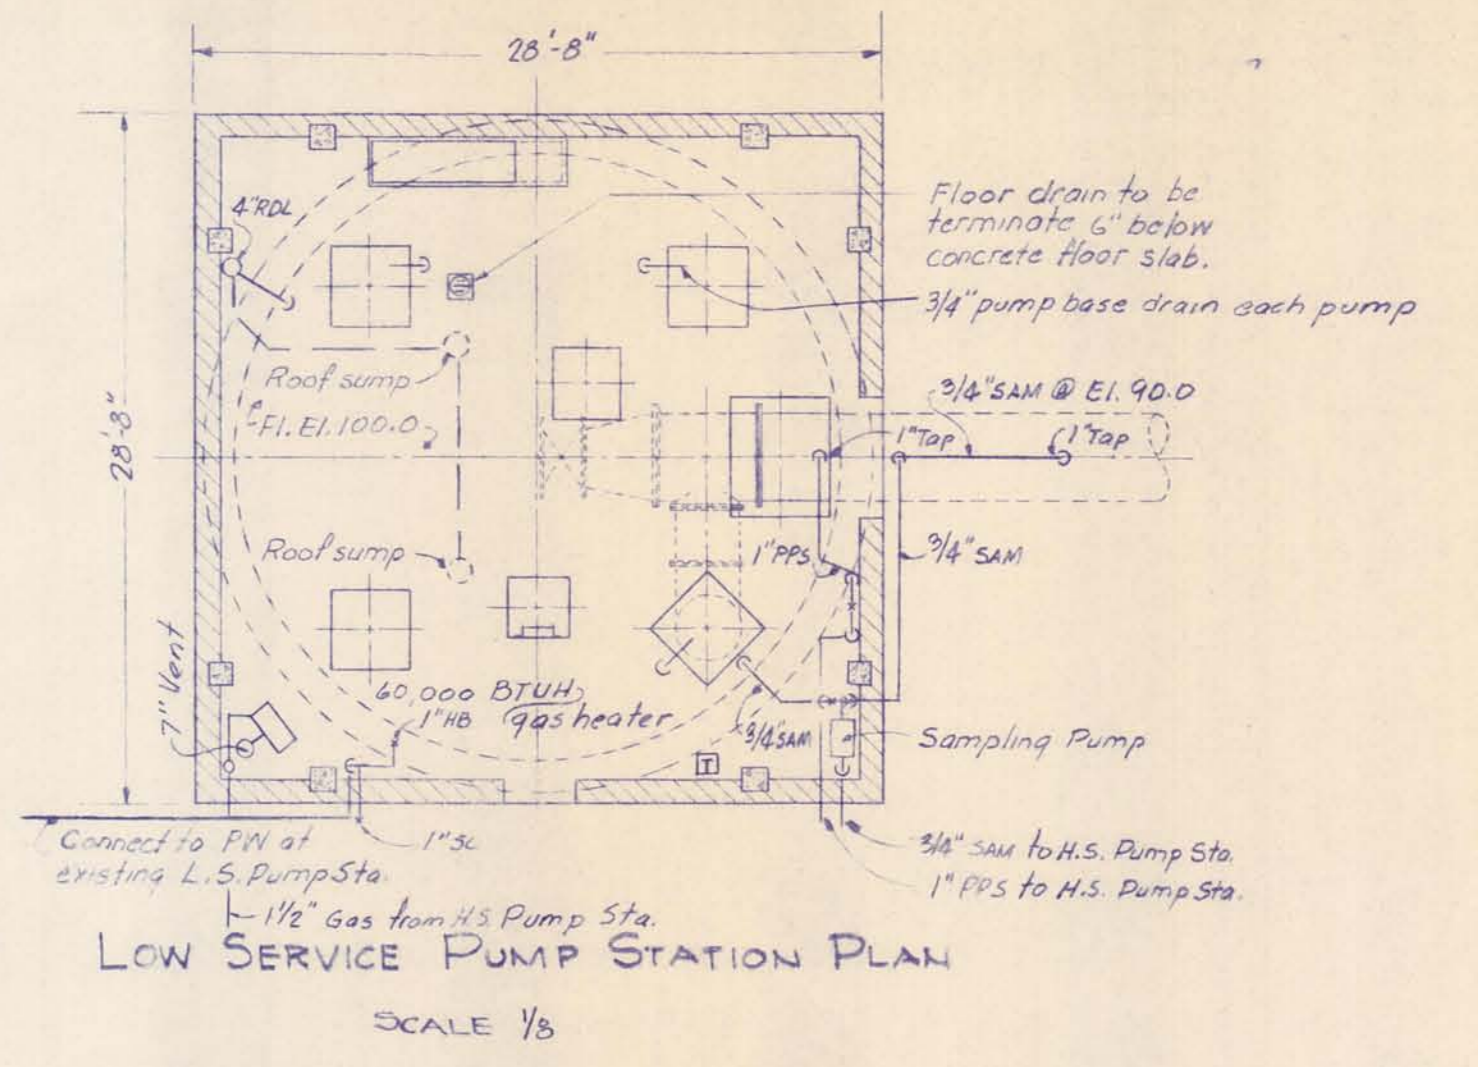 28'-8"
Floor drain to be
terminate 6" below
concrete floor slab.
4"RDL
3/4" pump base drain each pump
Roof sump
3/4" SAM @ El. 90.0
Fl. El. 100.0
1" Tap
1" Tap
28'-8"
Roof sump
1" PPS
3/4" SAM
7" Vent
60,000 BTUH
gas heater
1" HB
3/4" SAM
Sampling Pump
T
Connect to PW at
existing L.S. Pump Sta.
1" SC
3/4" SAM to H.S. Pump Sta.
1" PPS to H.S. Pump Sta.
1 1/2" Gas from H.S. Pump Sta.
LOW SERVICE PUMP STATION PLAN
SCALE 1/8